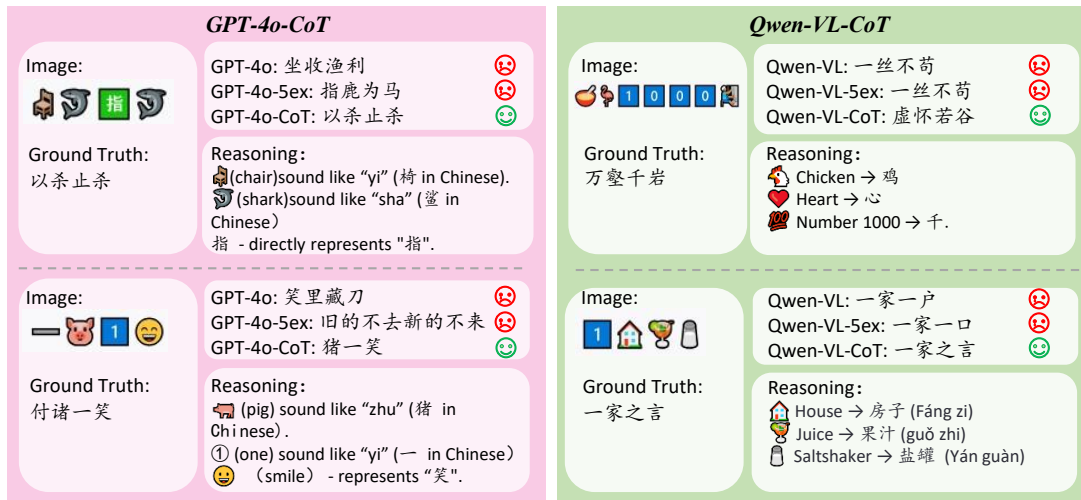 GPT-4o-CoT
Image:
指
Ground Truth:
以杀止杀
GPT-4o: 坐收渔利
GPT-4o-5ex: 指鹿为马
GPT-4o-CoT: 以杀止杀
Reasoning:
(chair)sound like “yi” (椅 in Chinese).
(shark)sound like “sha” (鲨 in
Chinese)
指 - directly represents "指".
Image:
1
Ground Truth:
付诸一笑
GPT-4o: 笑里藏刀
GPT-4o-5ex: 旧的不去新的不来
GPT-4o-CoT: 猪一笑
Reasoning:
(pig) sound like “zhu” (猪 in
Chinese).
① (one) sound like “yi” (一 in Chinese)
(smile) - represents “笑”.
Qwen-VL-CoT
Image:
1 0 0 0
Ground Truth:
万壑千岩
Qwen-VL: 一丝不苟
Qwen-VL-5ex: 一丝不苟
Qwen-VL-CoT: 虚怀若谷
Reasoning:
Chicken → 鸡
Heart → 心
100 Number 1000 → 千.
Image:
1
Ground Truth:
一家之言
Qwen-VL: 一家一户
Qwen-VL-5ex: 一家一口
Qwen-VL-CoT: 一家之言
Reasoning:
House → 房子 (Fáng zi)
Juice → 果汁 (guǒ zhi)
Saltshaker → 盐罐 (Yán guàn)